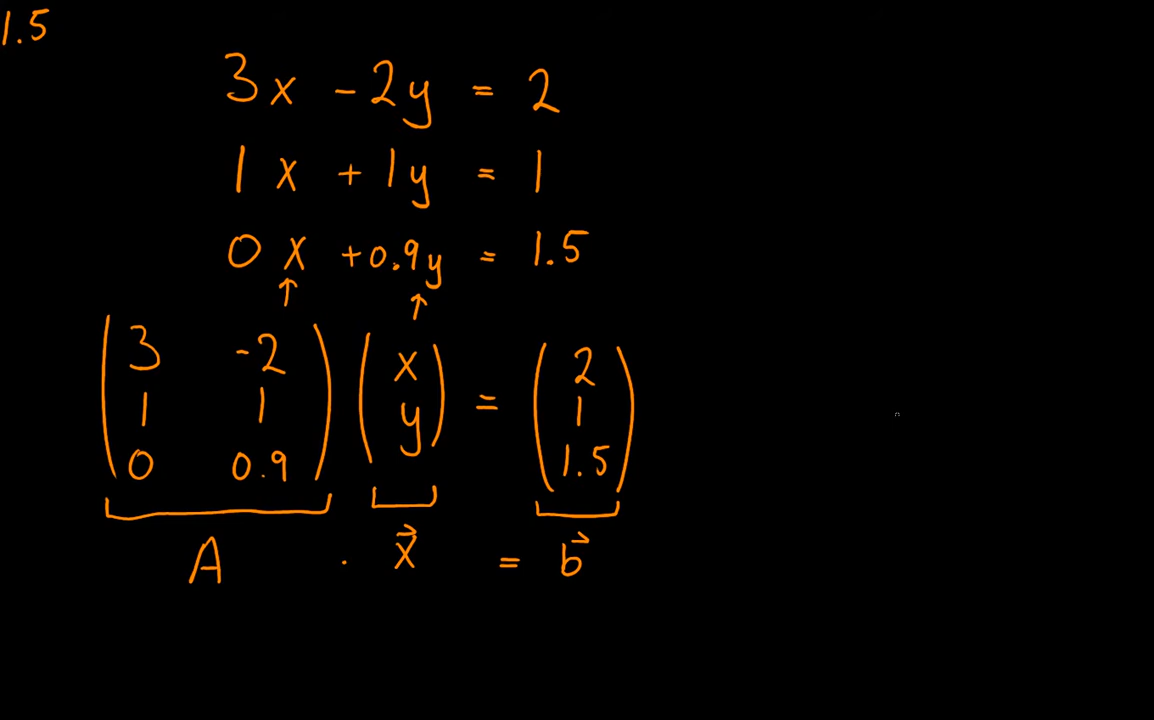 1.5
3x - 2y = 2
1x + 1y = 1
0x + 0.9y = 1.5
↑ ↑
( 3 -2 ) ( x ) = ( 2 )
( 1 1 ) ( y ) ( 1 )
( 0 0.9 ) ( 1.5 )
A · x⃗ = b⃗